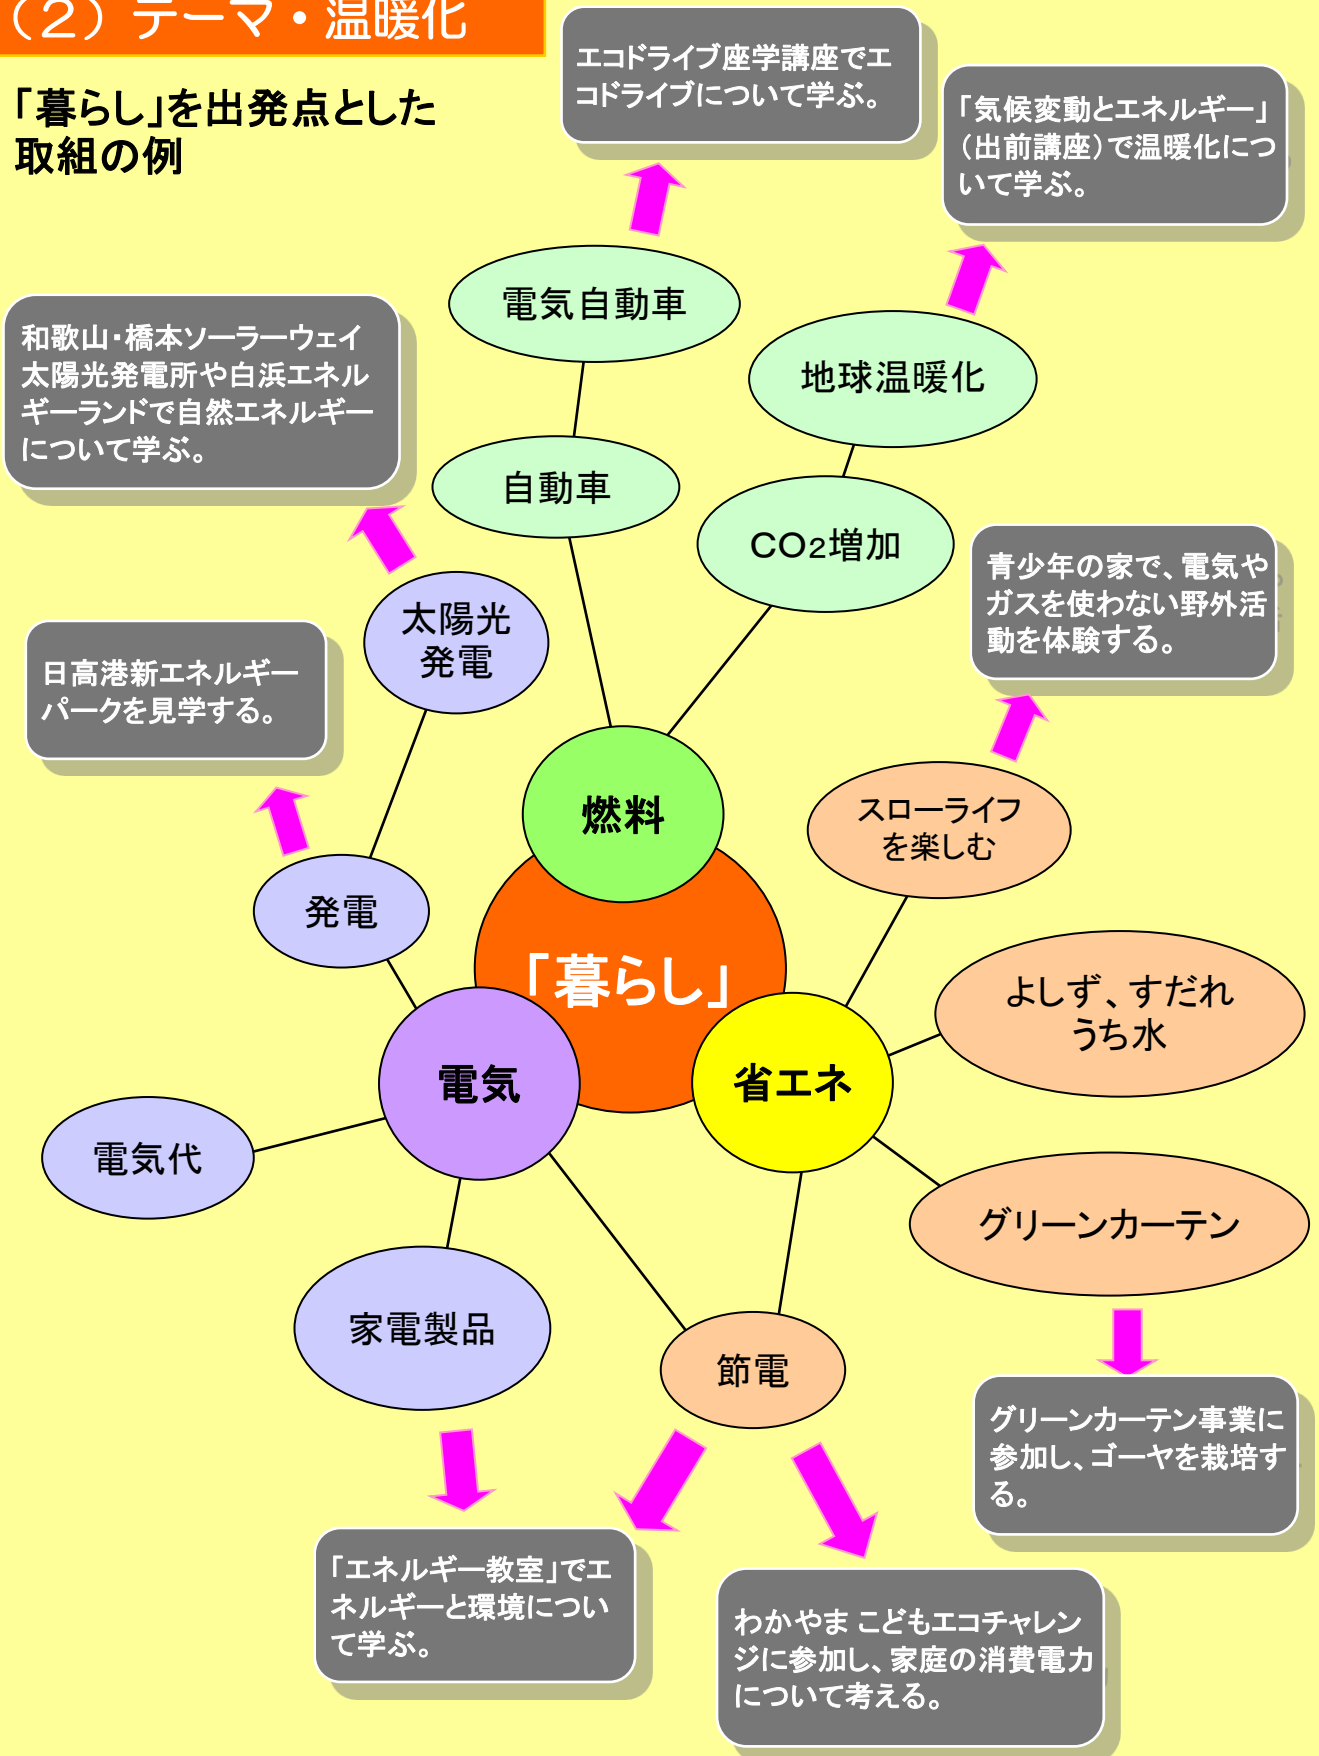 （２）テーマ・温暖化
「暮らし」を出発点とした
取組の例
エコドライブ座学講座でエ
コドライブについて学ぶ。
「気候変動とエネルギー」
（出前講座）で温暖化につ
いて学ぶ。
電気自動車
地球温暖化
和歌山・橋本ソーラーウェイ
太陽光発電所や白浜エネル
ギーランドで自然エネルギー
について学ぶ。
自動車
CO2増加
青少年の家で、電気や
ガスを使わない野外活
動を体験する。
太陽光
発電
日高港新エネルギー
パークを見学する。
燃料
スローライフ
を楽しむ
発電
「暮らし」
よしず、すだれ
うち水
電気
省エネ
電気代
グリーンカーテン
家電製品
節電
グリーンカーテン事業に
参加し、ゴーヤを栽培す
る。
「エネルギー教室」でエ
ネルギーと環境につい
て学ぶ。
わかやま こどもエコチャレン
ジに参加し、家庭の消費電力
について考える。